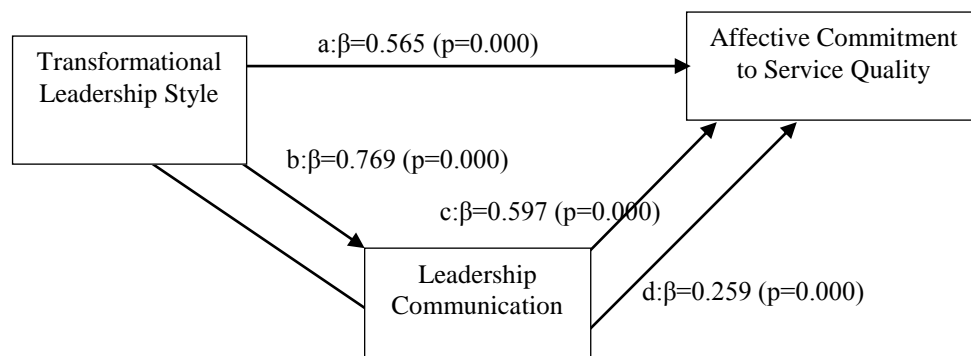 Transformational
Leadership Style
a:β=0.565 (p=0.000)
Affective Commitment
to Service Quality
b:β=0.769 (p=0.000)
c:β=0.597 (p=0.000)
Leadership
Communication
d:β=0.259 (p=0.000)